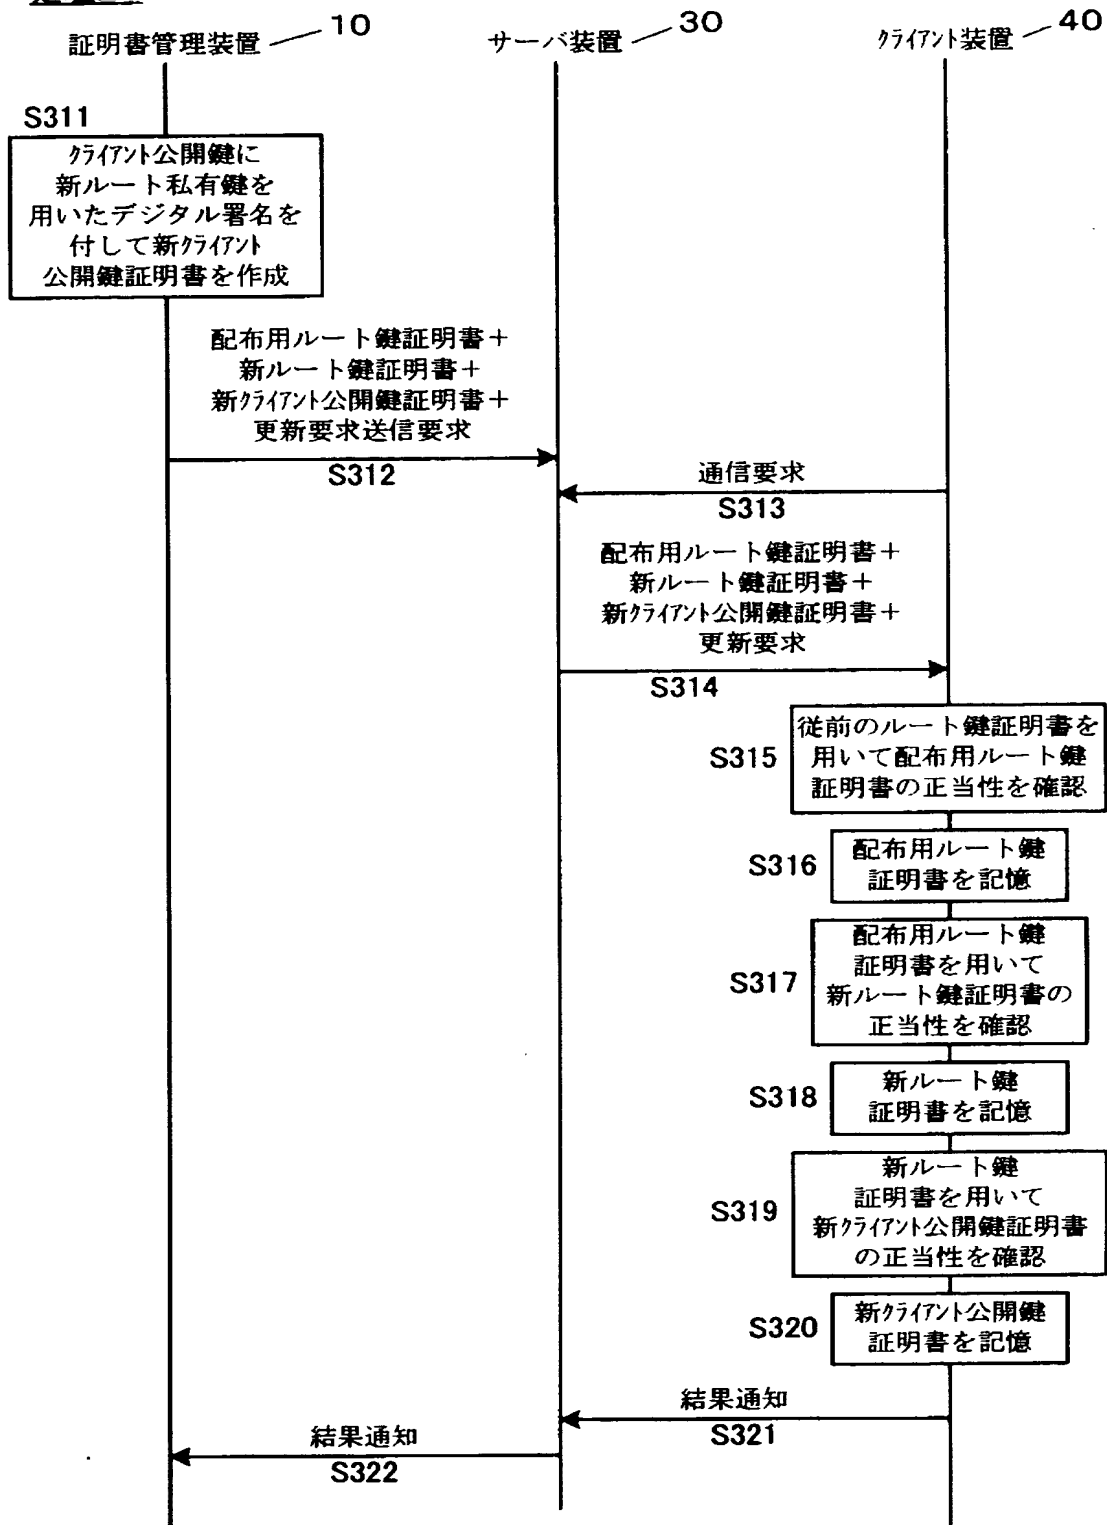 証明書管理装置 10
サーバ装置 30
クライアント装置 40
S311
クライアント公開鍵に
新ルート私有鍵を
用いたデジタル署名を
付して新クライアント
公開鍵証明書を作成
配布用ルート鍵証明書＋
新ルート鍵証明書＋
新クライアント公開鍵証明書＋
更新要求送信要求
S312
通信要求
S313
配布用ルート鍵証明書＋
新ルート鍵証明書＋
新クライアント公開鍵証明書＋
更新要求
S314
S315
従前のルート鍵証明書を
用いて配布用ルート鍵
証明書の正当性を確認
S316
配布用ルート鍵
証明書を記憶
S317
配布用ルート鍵
証明書を用いて
新ルート鍵証明書の
正当性を確認
S318
新ルート鍵
証明書を記憶
S319
新ルート鍵
証明書を用いて
新クライアント公開鍵証明書
の正当性を確認
S320
新クライアント公開鍵
証明書を記憶
結果通知
S321
結果通知
S322